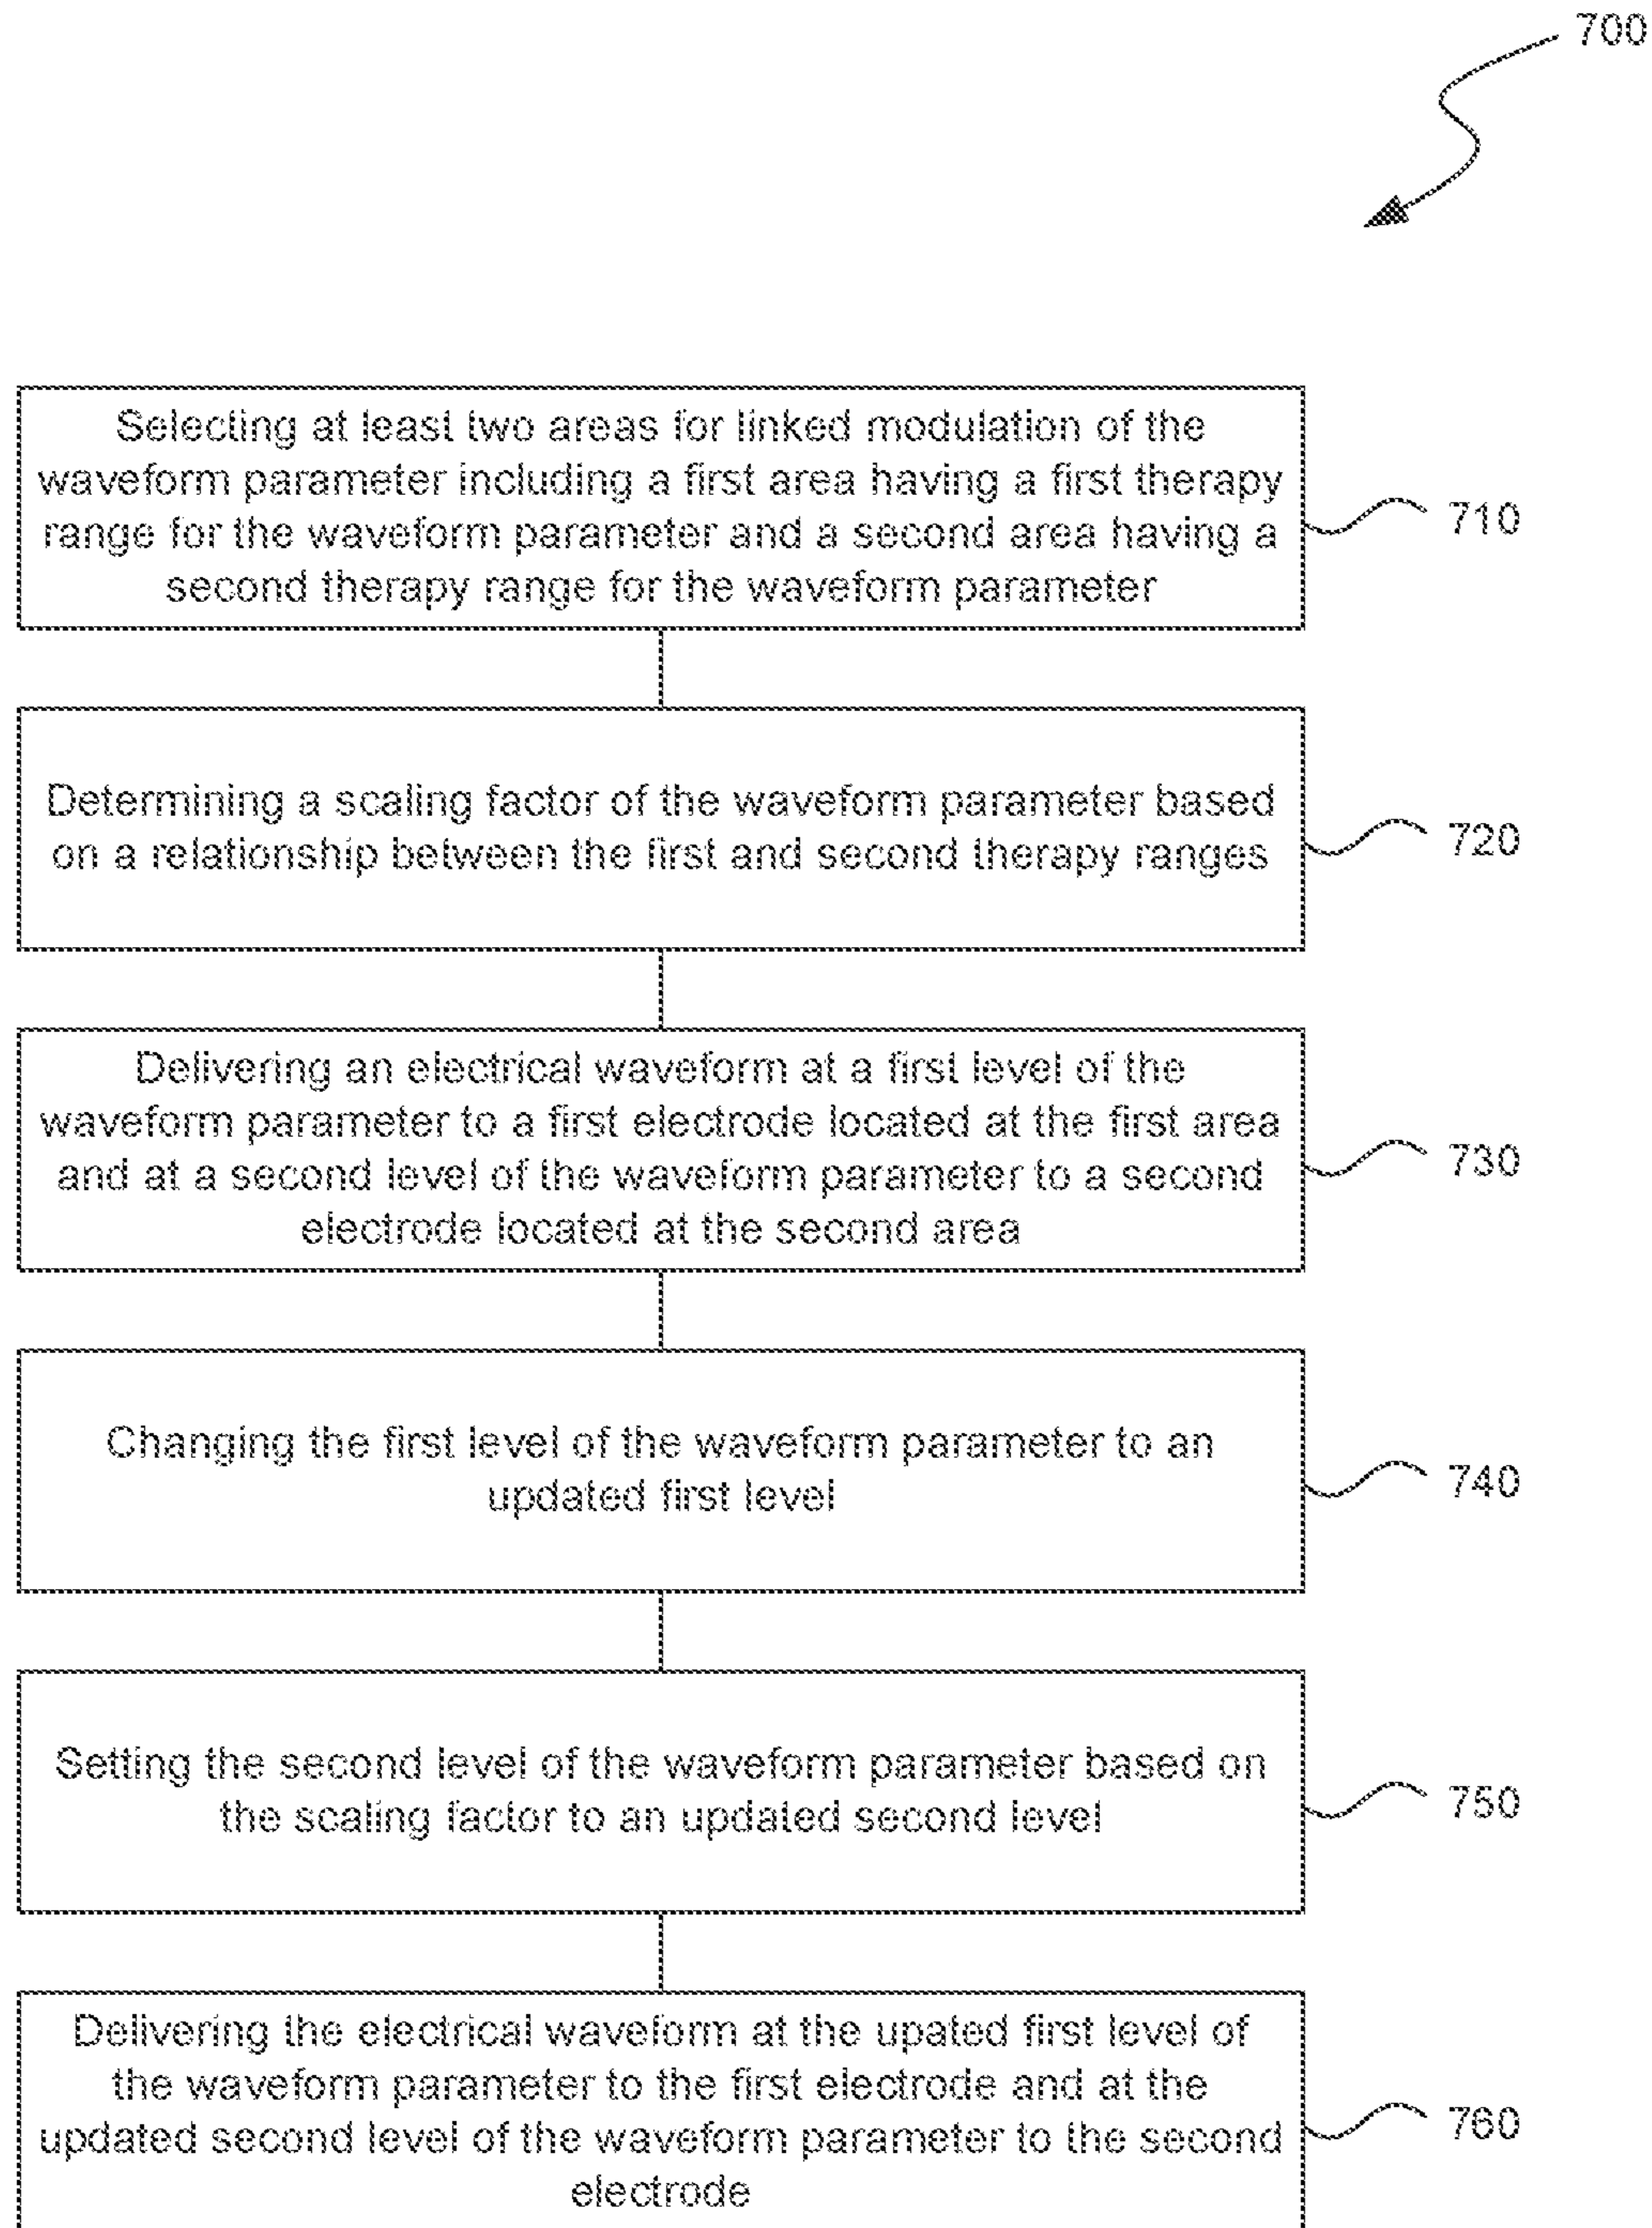 700
Selecting at least two areas for linked modulation of the
waveform parameter including a first area having a first therapy
range for the waveform parameter and a second area having a
second therapy range for the waveform parameter
710
Determining a scaling factor of the waveform parameter based
on a relationship between the first and second therapy ranges
720
Delivering an electrical waveform at a first level of the
waveform parameter to a first electrode located at the first area
and at a second level of the waveform parameter to a second
electrode located at the second area
730
Changing the first level of the waveform parameter to an
updated first level
740
Setting the second level of the waveform parameter based on
the scaling factor to an updated second level
750
Delivering the electrical waveform at the upated first level of
the waveform parameter to the first electrode and at the
updated second level of the waveform parameter to the second
electrode
760